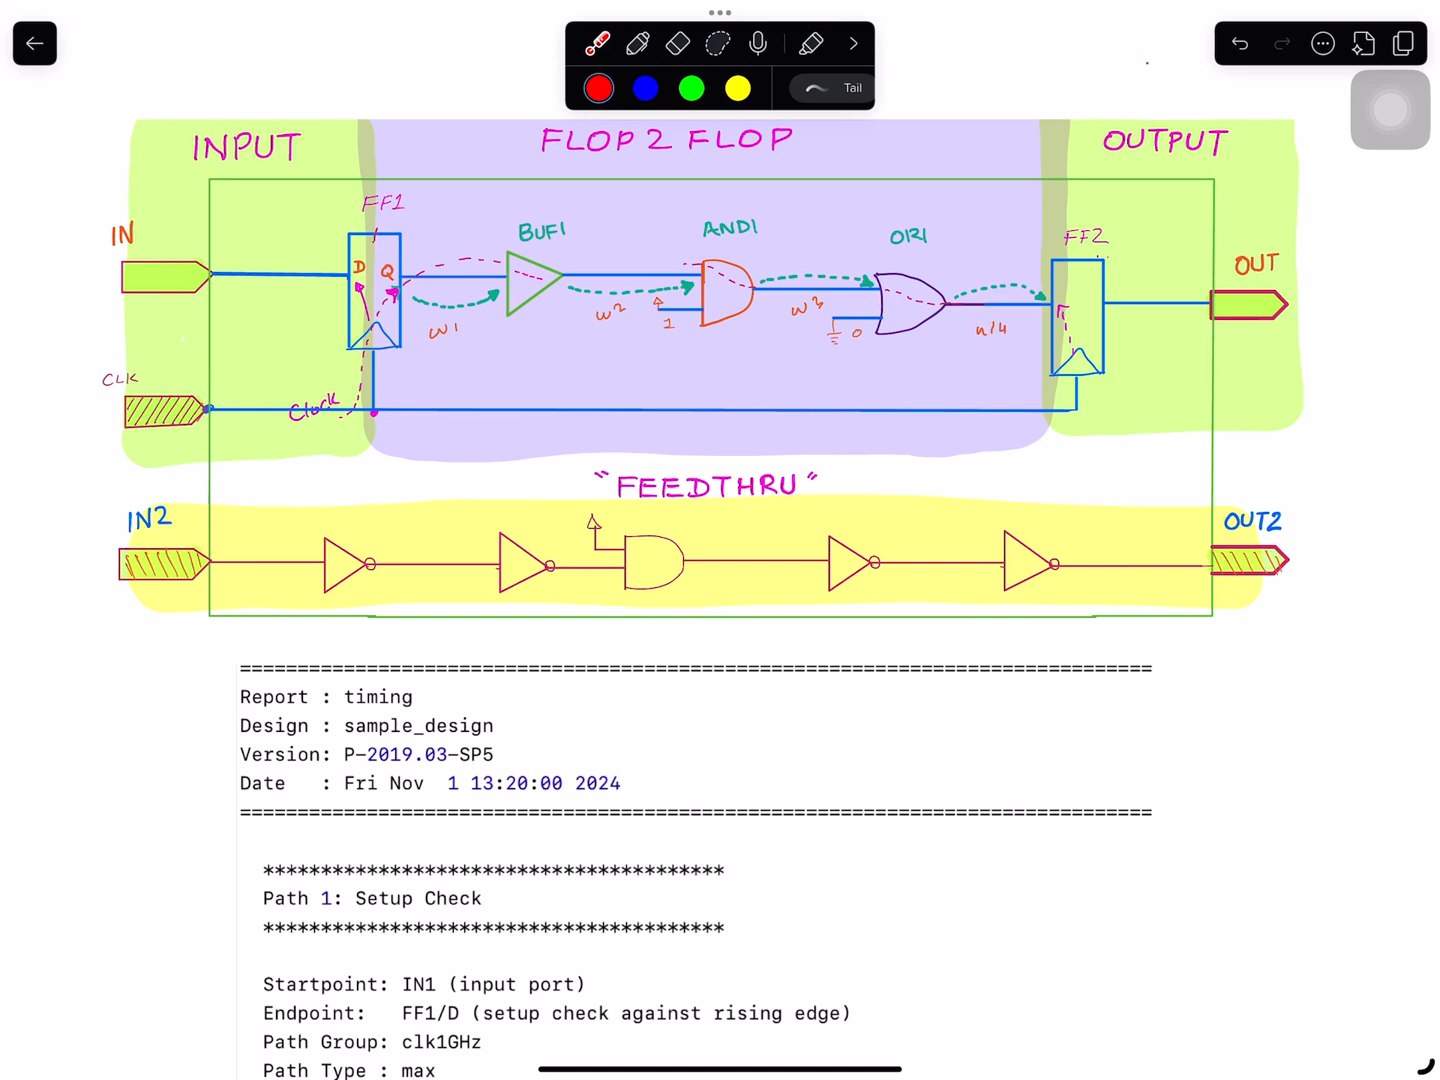 Tail
INPUT
FLOP 2 FLOP
OUTPUT
FF1
BUF1
AND1
OR1
FF2
IN
OUT
D Q
w1
w2
1
w3
0
n14
CLK
Clock
"FEEDTHRU"
IN2
OUT2
================================================================================
Report : timing
Design : sample_design
Version: P-2019.03-SP5
Date   : Fri Nov  1 13:20:00 2024
================================================================================
****************************************
Path 1: Setup Check
****************************************
Startpoint: IN1 (input port)
Endpoint:   FF1/D (setup check against rising edge)
Path Group: clk1GHz
Path Type : max